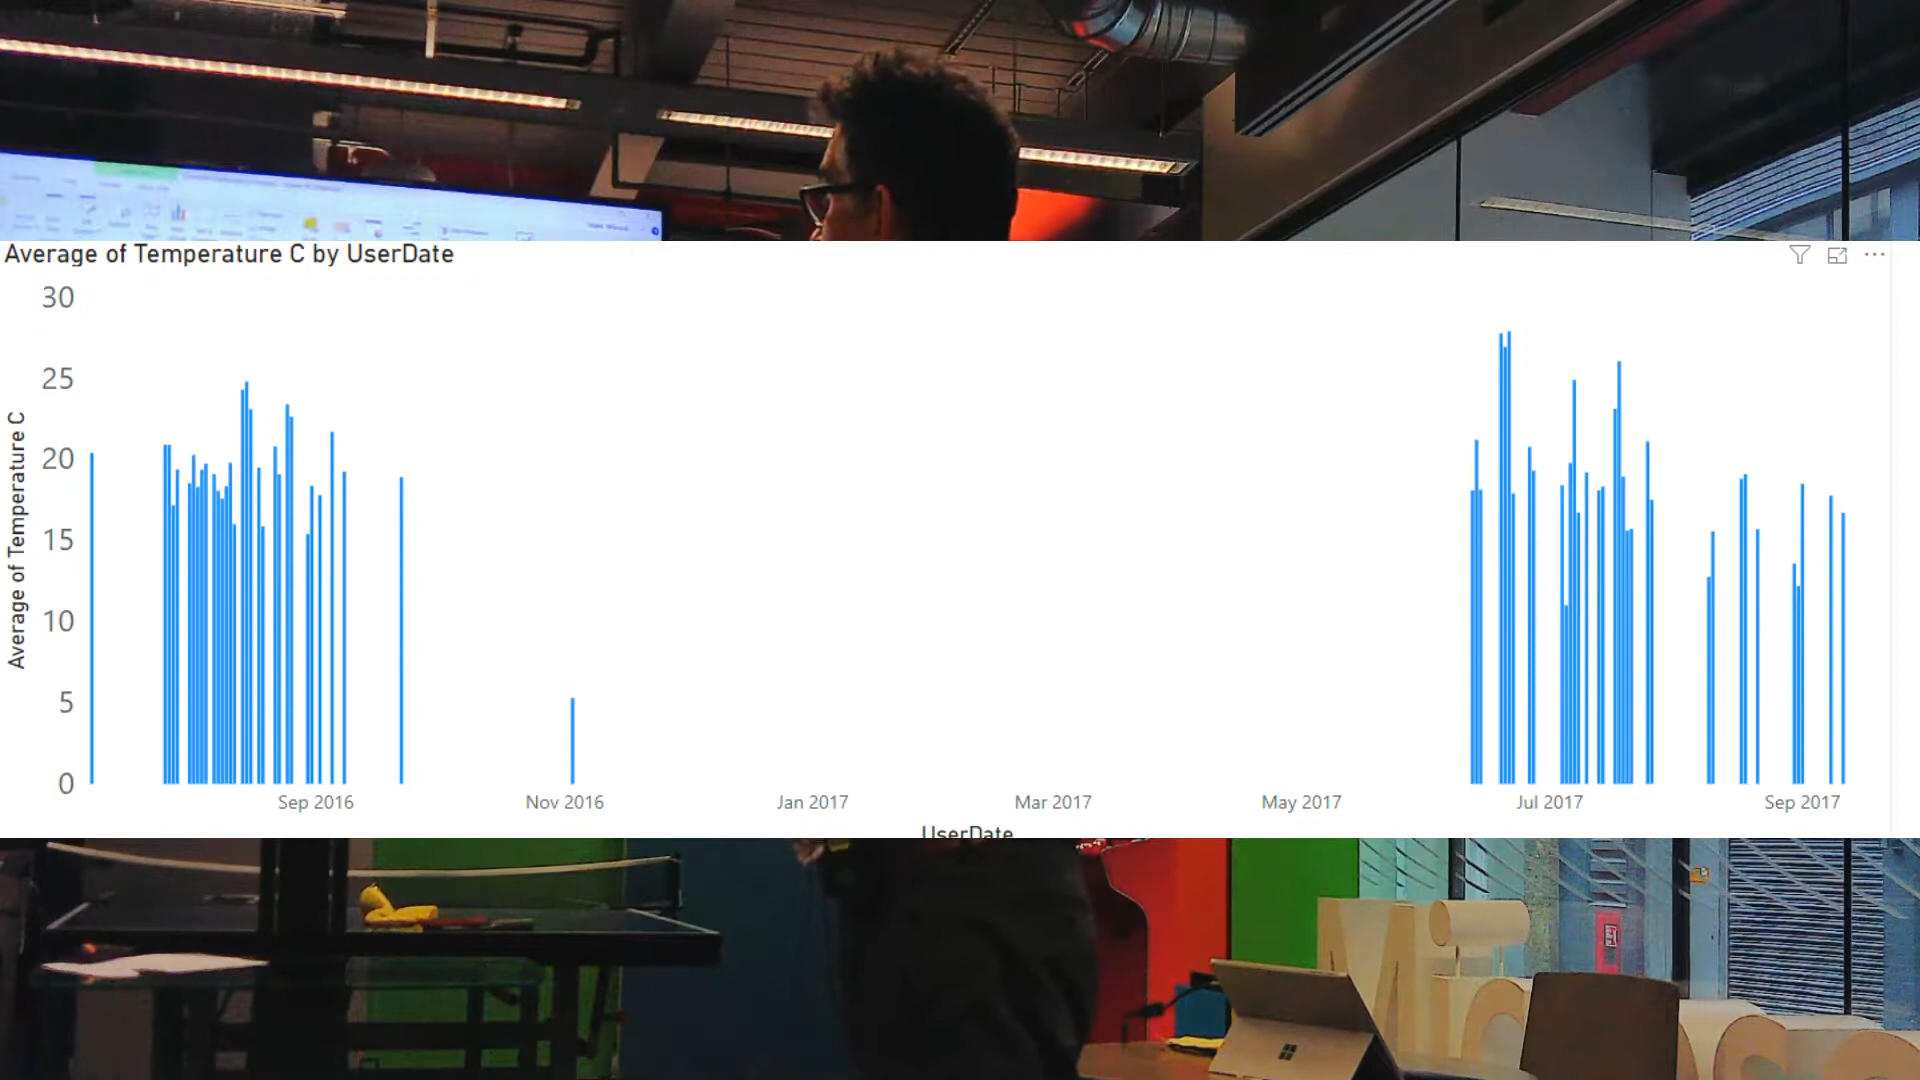 Average of Temperature C by UserDate
30
25
20
15
10
5
0
Average of Temperature C
Sep 2016 Nov 2016 Jan 2017 Mar 2017 May 2017 Jul 2017 Sep 2017
UserDate
Mic